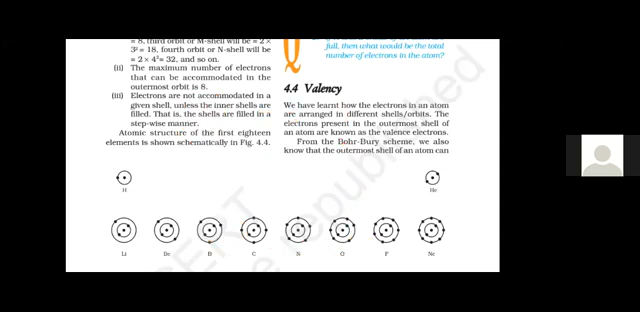 = 8, third orbit or M-shell will be = 2 ×
3² = 18, fourth orbit or N-shell will be
= 2 × 4² = 32, and so on.
(ii) The maximum number of electrons
that can be accommodated in the
outermost orbit is 8.
(iii) Electrons are not accommodated in a
given shell, unless the inner shells are
filled. That is, the shells are filled in a
step-wise manner.
Atomic structure of the first eighteen
elements is shown schematically in Fig. 4.4.
Q
full, then what would be the total
number of electrons in the atom?
4.4 Valency
We have learnt how the electrons in an atom
are arranged in different shells/orbits. The
electrons present in the outermost shell of
an atom are known as the valence electrons.
From the Bohr-Bury scheme, we also
know that the outermost shell of an atom can
H He
Li Be B C N O F Ne